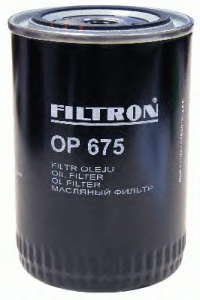 FILTRON
OP 675
FILTR OLEJU
OIL FILTER
ÖL FILTER
МАСЛЯНЫЙ ФИЛЬТР